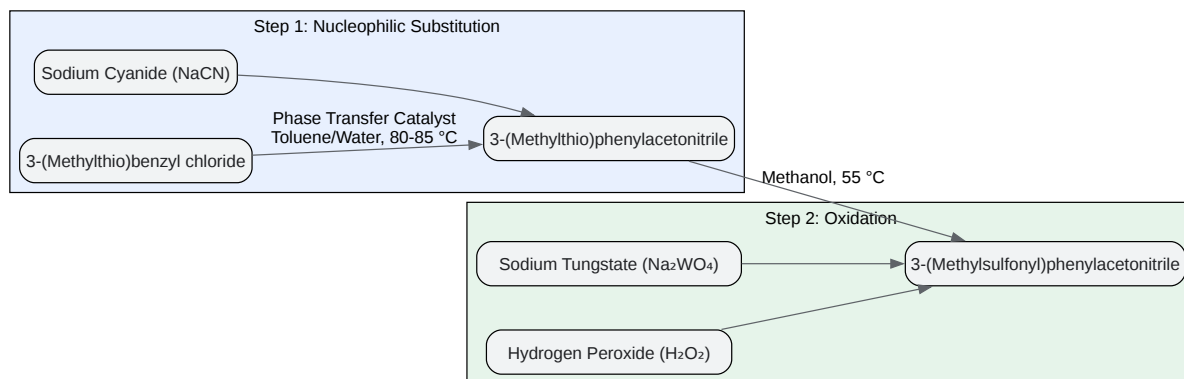 Step 1: Nucleophilic Substitution
Sodium Cyanide (NaCN)
Phase Transfer Catalyst
Toluene/Water, 80-85 °C
3-(Methylthio)phenylacetonitrile
3-(Methylthio)benzyl chloride
Methanol, 55 °C
Step 2: Oxidation
Sodium Tungstate (Na₂WO₄)
3-(Methylsulfonyl)phenylacetonitrile
Hydrogen Peroxide (H₂O₂)